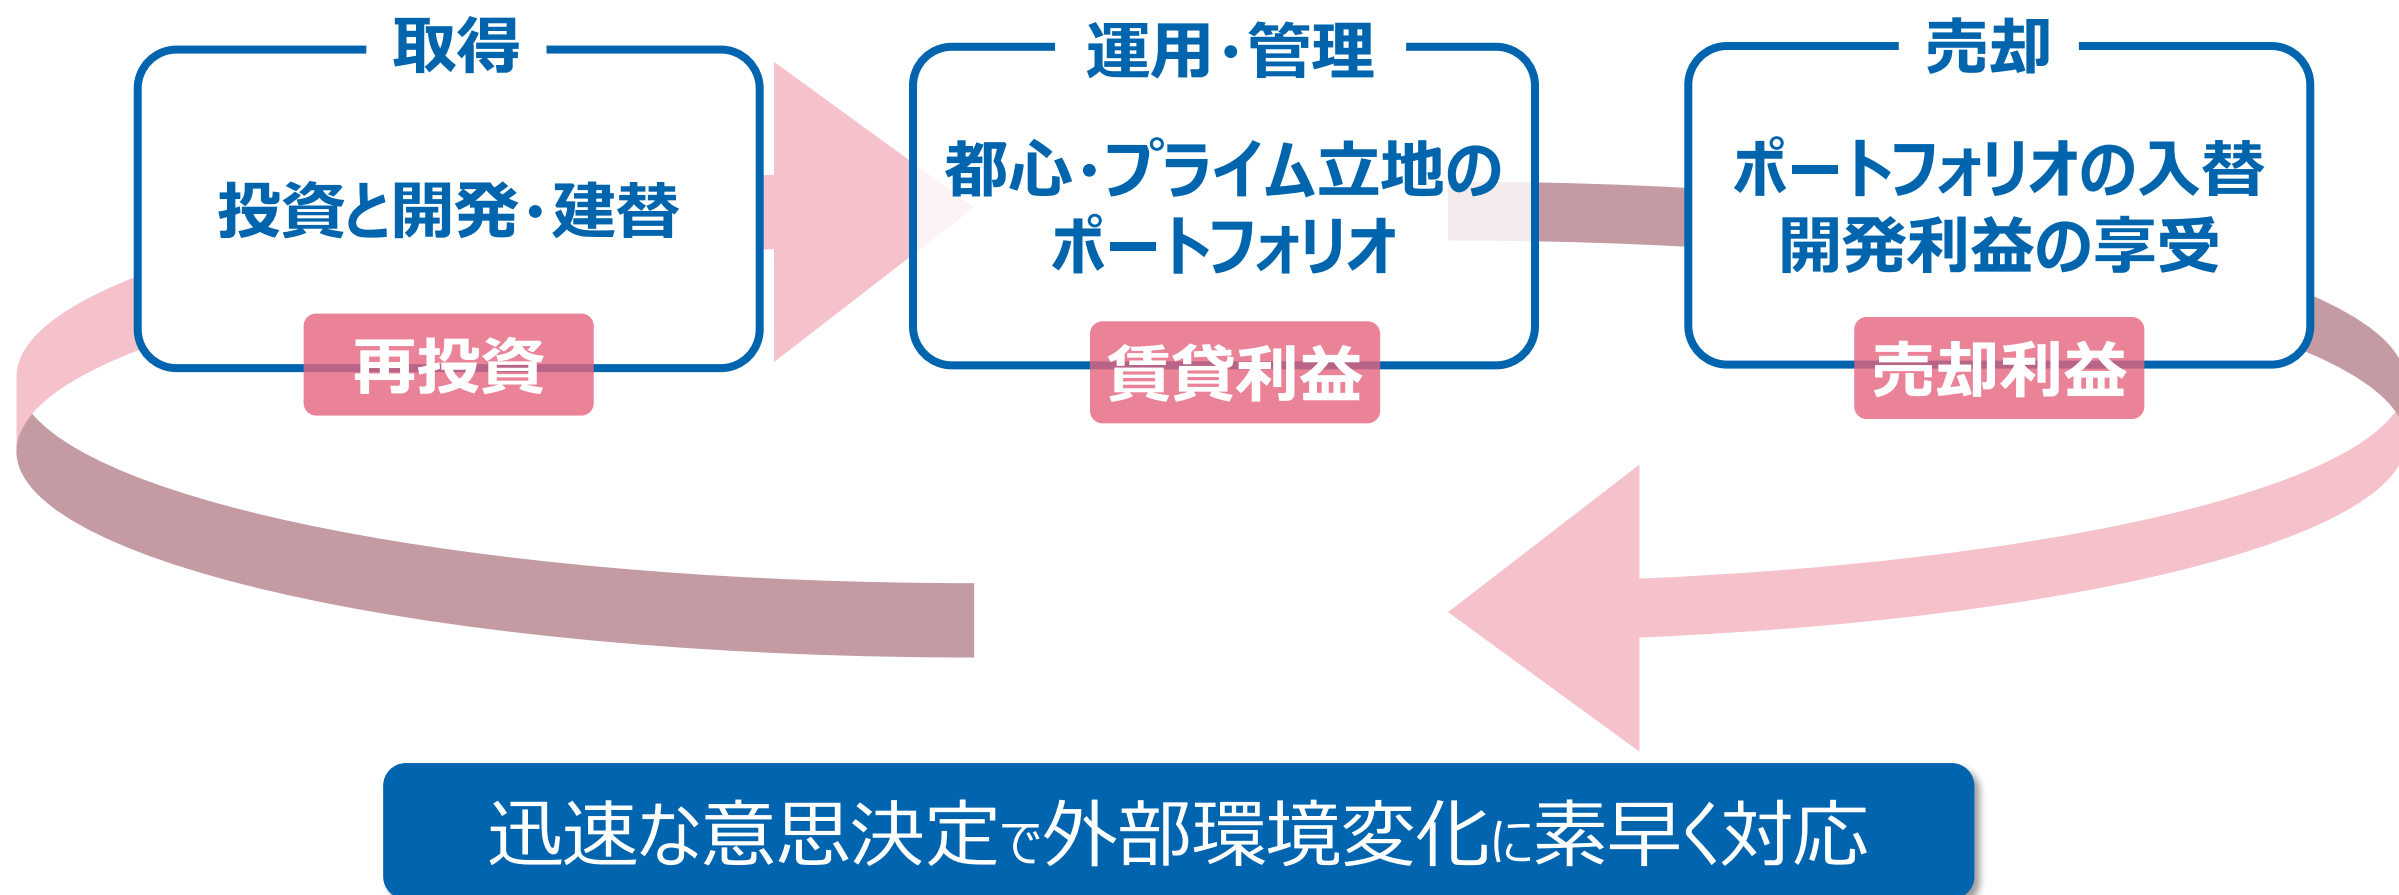 取得
投資と開発・建替
再投資
運用・管理
都心・プライム立地の
ポートフォリオ
賃貸利益
売却
ポートフォリオの入替
開発利益の享受
売却利益
迅速な意思決定で外部環境変化に素早く対応